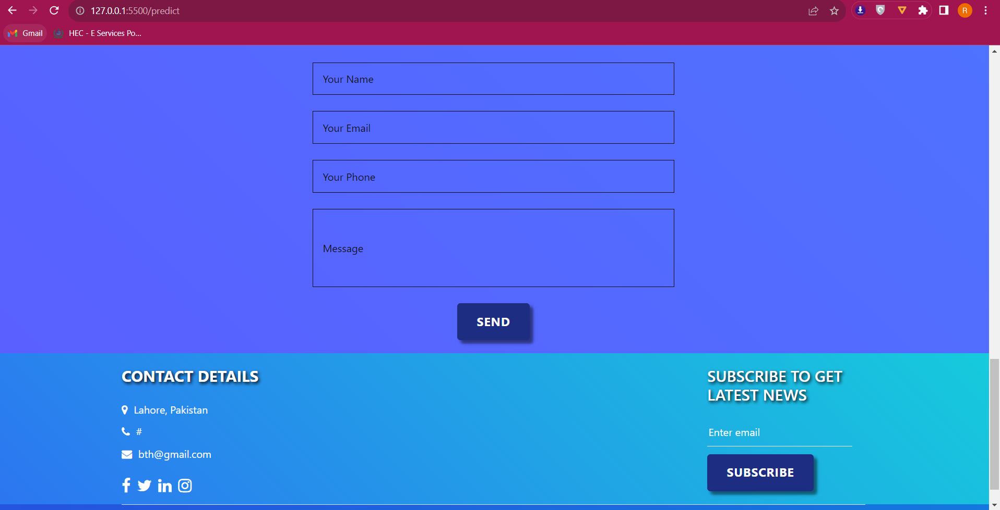 127.0.0.1:5500/predict
R
Gmail
HEC - E Services Po...
Your Name
Your Email
Your Phone
Message
SEND
CONTACT DETAILS
Lahore, Pakistan
#
bth@gmail.com
SUBSCRIBE TO GET
LATEST NEWS
Enter email
SUBSCRIBE